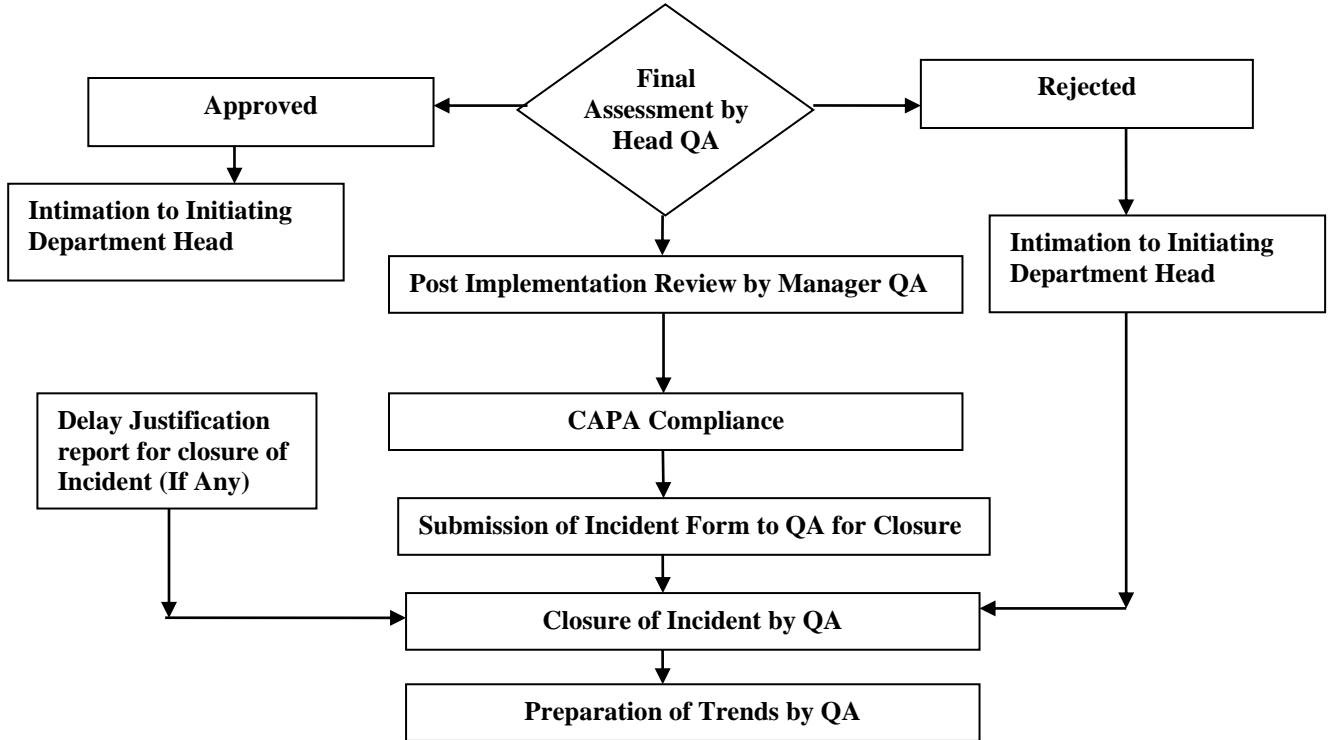 Final
Assessment by
Head QA
Approved
Rejected
Intimation to Initiating
Department Head
Intimation to Initiating
Department Head
Post Implementation Review by Manager QA
Delay Justification
report for closure of
Incident (If Any)
CAPA Compliance
Submission of Incident Form to QA for Closure
Closure of Incident by QA
Preparation of Trends by QA